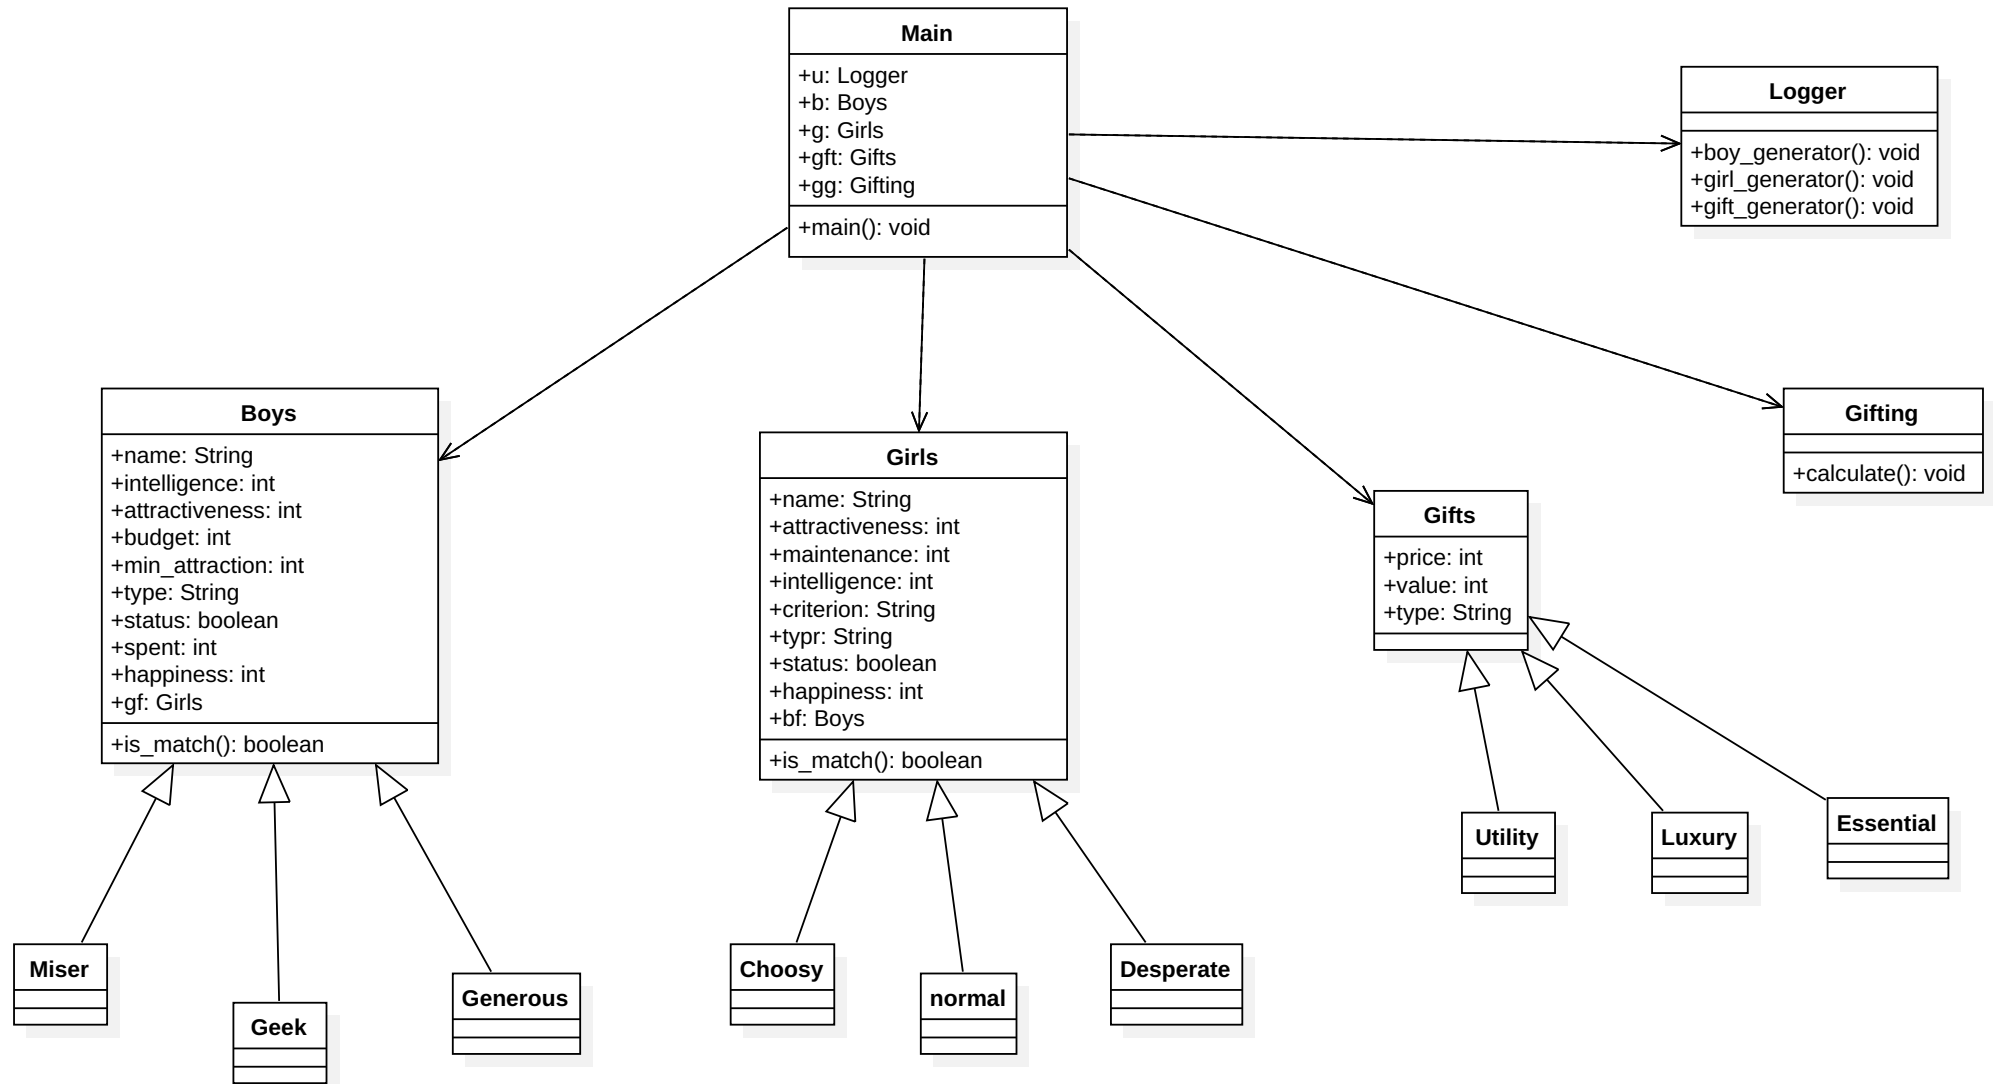 Main
+u: Logger
+b: Boys
+g: Girls
+gft: Gifts
+gg: Gifting
+main(): void
Logger
+boy_generator(): void
+girl_generator(): void
+gift_generator(): void
Boys
+name: String
+intelligence: int
+attractiveness: int
+budget: int
+min_attraction: int
+type: String
+status: boolean
+spent: int
+happiness: int
+gf: Girls
+is_match(): boolean
Girls
+name: String
+attractiveness: int
+maintenance: int
+intelligence: int
+criterion: String
+typr: String
+status: boolean
+happiness: int
+bf: Boys
+is_match(): boolean
Gifts
+price: int
+value: int
+type: String
Gifting
+calculate(): void
Utility
Luxury
Essential
Miser
Geek
Generous
Choosy
normal
Desperate